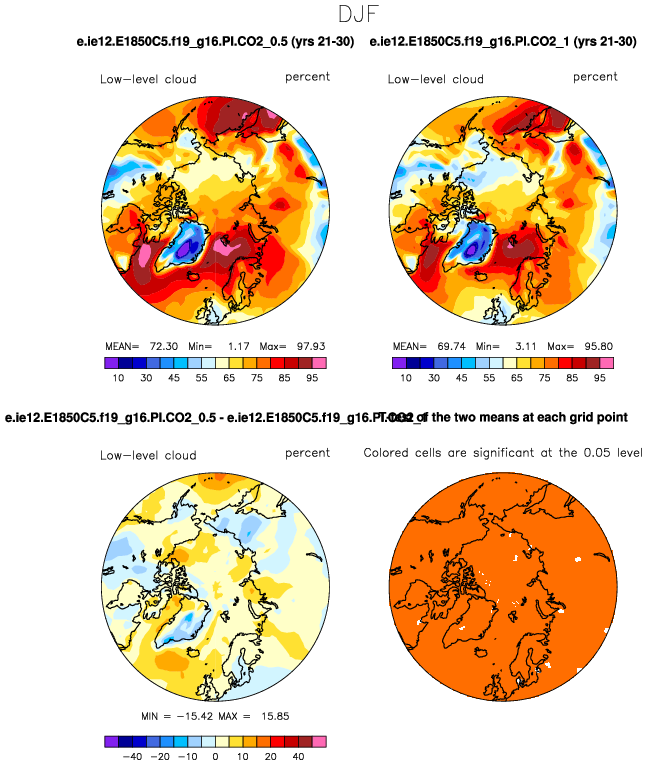 DJF
e.ie12.E1850C5.f19_g16.PI.CO2_0.5 (yrs 21-30) e.ie12.E1850C5.f19_g16.PI.CO2_1 (yrs 21-30)
Low-level cloud percent Low-level cloud percent
MEAN= 72.30 Min= 1.17 Max= 97.93 MEAN= 69.74 Min= 3.11 Max= 95.80
10 30 45 55 65 75 85 95 10 30 45 55 65 75 85 95
e.ie12.E1850C5.f19_g16.PI.CO2_0.5 - e.ie12.E1850C5.f19_g16.PI.CO2_1 T-test of the two means at each grid point
Low-level cloud percent Colored cells are significant at the 0.05 level
MIN = -15.42 MAX = 15.85
-40 -20 -10 0 10 20 40